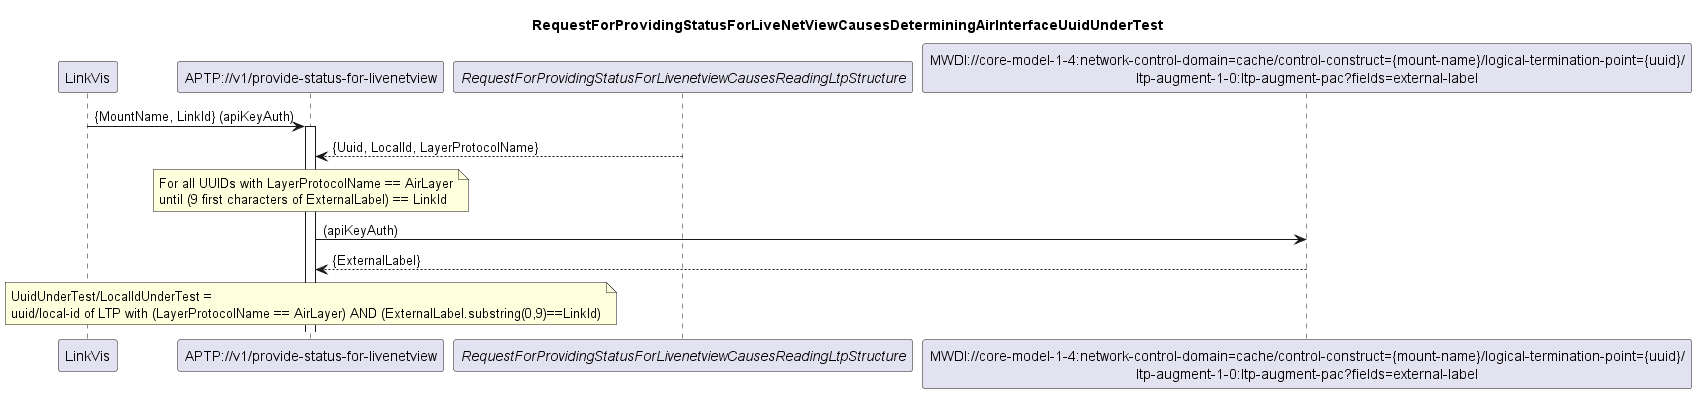 RequestForProvidingStatusForLiveNetViewCausesDeterminingAirInterfaceUuidUnderTest
LinkVis
APTP://v1/provide-status-for-livenetview
RequestForProvidingStatusForLivenetviewCausesReadingLtpStructure
MWDI://core-model-1-4:network-control-domain=cache/control-construct={mount-name}/logical-termination-point={uuid}/
ltp-augment-1-0:ltp-augment-pac?fields=external-label
{MountName, LinkId} (apiKeyAuth)
{Uuid, LocalId, LayerProtocolName}
For all UUIDs with LayerProtocolName == AirLayer
until (9 first characters of ExternalLabel) == LinkId
(apiKeyAuth)
{ExternalLabel}
UuidUnderTest/LocalIdUnderTest =
uuid/local-id of LTP with (LayerProtocolName == AirLayer) AND (ExternalLabel.substring(0,9)==LinkId)
LinkVis
APTP://v1/provide-status-for-livenetview
RequestForProvidingStatusForLivenetviewCausesReadingLtpStructure
MWDI://core-model-1-4:network-control-domain=cache/control-construct={mount-name}/logical-termination-point={uuid}/
ltp-augment-1-0:ltp-augment-pac?fields=external-label